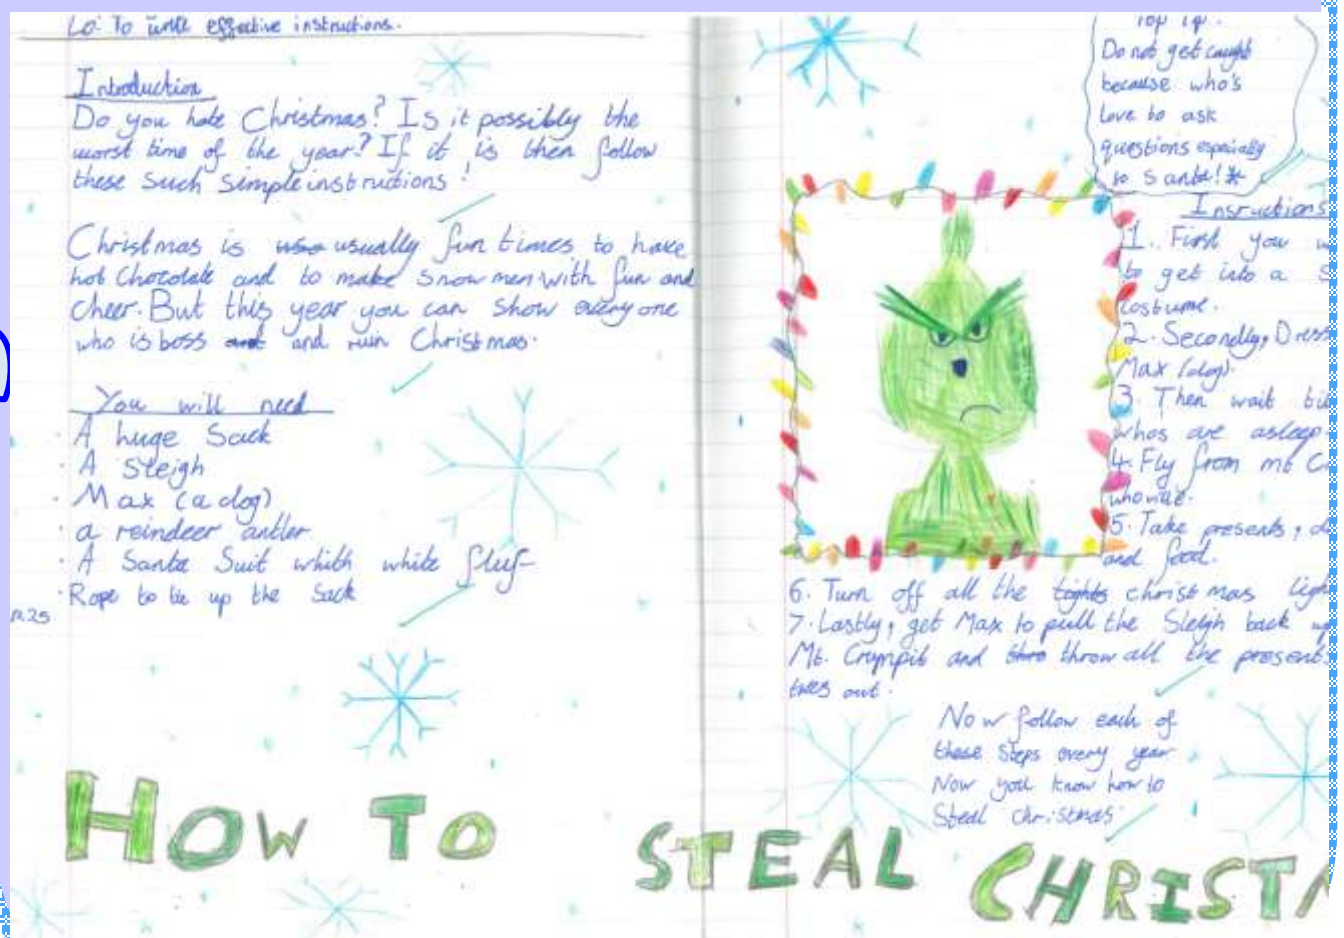 Lo: To write effective instructions.
Introduction
Do you hate Christmas? Is it possibly the
worst time of the year? If it is then follow
these such simple instructions!
Christmas is usually fun times to have
hot chocolate and to make snow men with fun and
cheer. But this year you can show every one
who is boss and ruin Christmas.
You will need
· A huge Sack
· A Sleigh
· Max (a dog)
· a reindeer antler
· A Santa Suit whith white fluf
· Rope to tie up the Sack
Top tip.
Do not get caught
because who's
love to ask
questions especially
to Santa!*
Insructions
1. First you
to get into a S
costume.
2. Secondly, Dress
Max (dog).
3. Then wait
whos are asleep
4. Fly from mt C
5. Take presents,
and food.
6. Turn off all the lights christmas ligh
7. Lastly, get Max to pull the Sleigh back
Mt. Crumpit and thro throw all the present
trees out.
Now follow each of
these steps every year
Now you know how to
Steal christmas.
HOW TO STEAL CHRIST